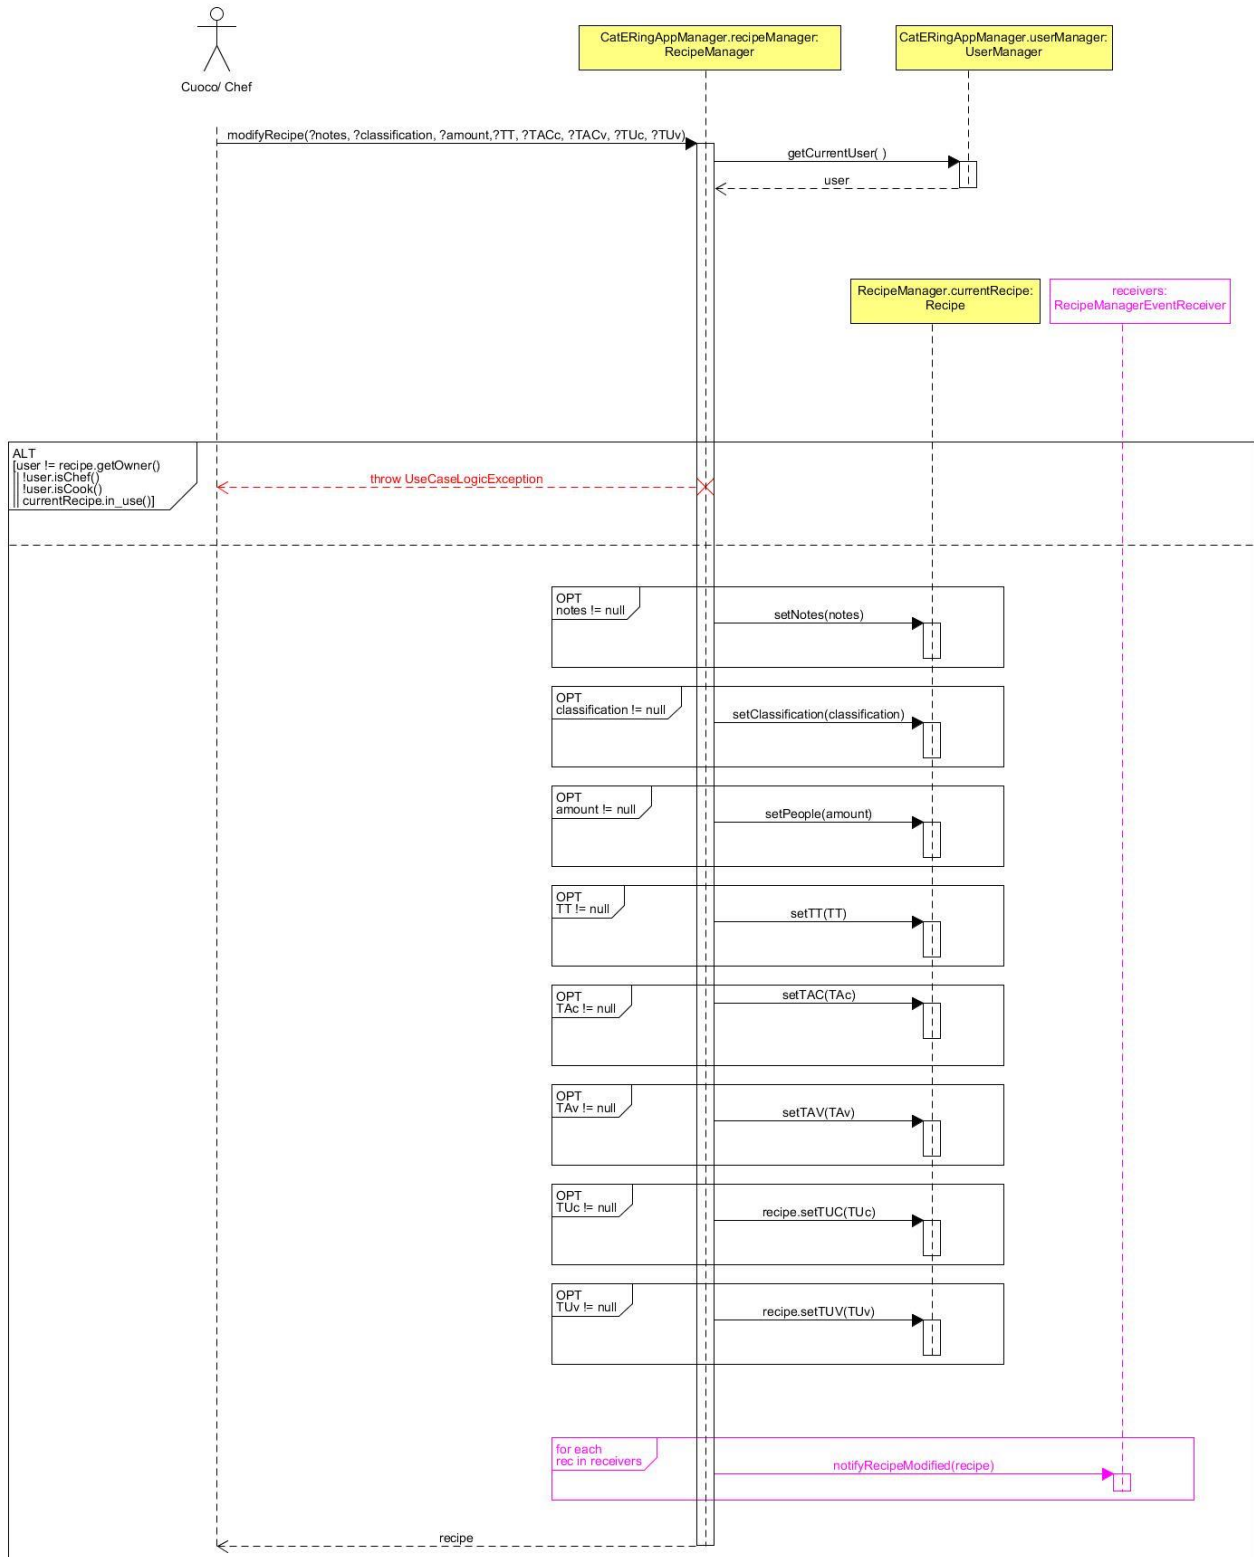 Cuoco/ Chef
CatERingAppManager.recipeManager:
RecipeManager
CatERingAppManager.userManager:
UserManager
modifyRecipe(?notes, ?classification, ?amount,?TT, ?TACc, ?TACv, ?TUc, ?TUv)
getCurrentUser( )
user
RecipeManager.currentRecipe:
Recipe
receivers:
RecipeManagerEventReceiver
ALT
[user != recipe.getOwner()
|| !user.isChef()
|| !user.isCook()
|| currentRecipe.in_use()]
throw UseCaseLogicException
OPT
notes != null
setNotes(notes)
OPT
classification != null
setClassification(classification)
OPT
amount != null
setPeople(amount)
OPT
TT != null
setTT(TT)
OPT
TAc != null
setTAC(TAc)
OPT
TAv != null
setTAV(TAv)
OPT
TUc != null
recipe.setTUC(TUc)
OPT
TUv != null
recipe.setTUV(TUv)
for each
rec in receivers
notifyRecipeModified(recipe)
recipe